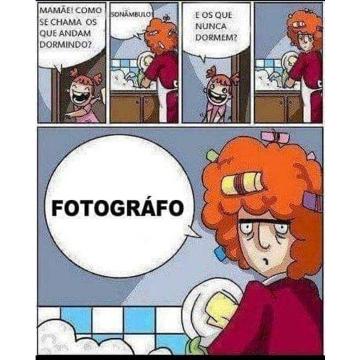 MAMÃE! COMO
SE CHAMA OS
QUE ANDAM
DORMINDO?
SONÂMBULO!
E OS QUE
NUNCA
DORMEM?
FOTOGRÁFO